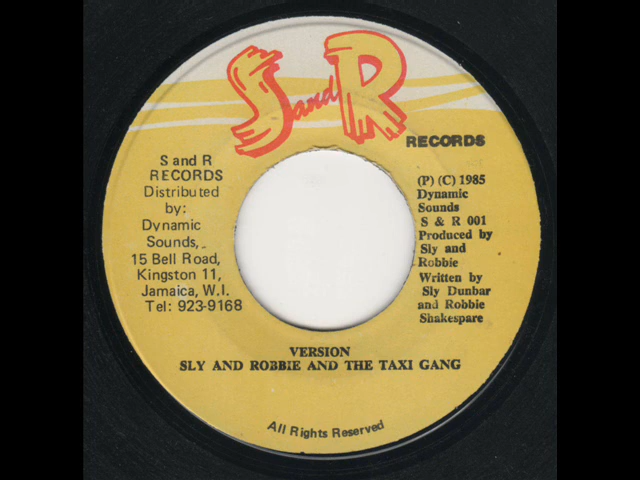 S and R
RECORDS
S and R
RECORDS
Distributed
by:
Dynamic
Sounds,
15 Bell Road,
Kingston 11,
Jamaica, W.I.
Tel: 923-9168
(P) (C) 1985
Dynamic
Sounds
S & R 001
Produced by
Sly and
Robbie
Written by
Sly Dunbar
and Robbie
Shakespare
VERSION
SLY AND ROBBIE AND THE TAXI GANG
All Rights Reserved